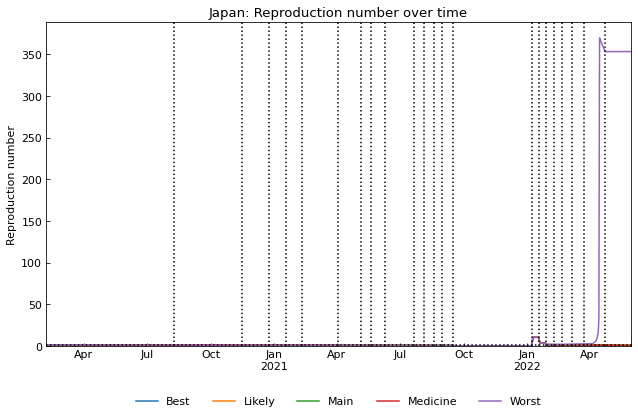 Japan: Reproduction number over time
Reproduction number
350
300
250
200
150
100
50
0
Apr Jul Oct Jan Apr Jul Oct Jan Apr
2021 2022
Best Likely Main Medicine Worst